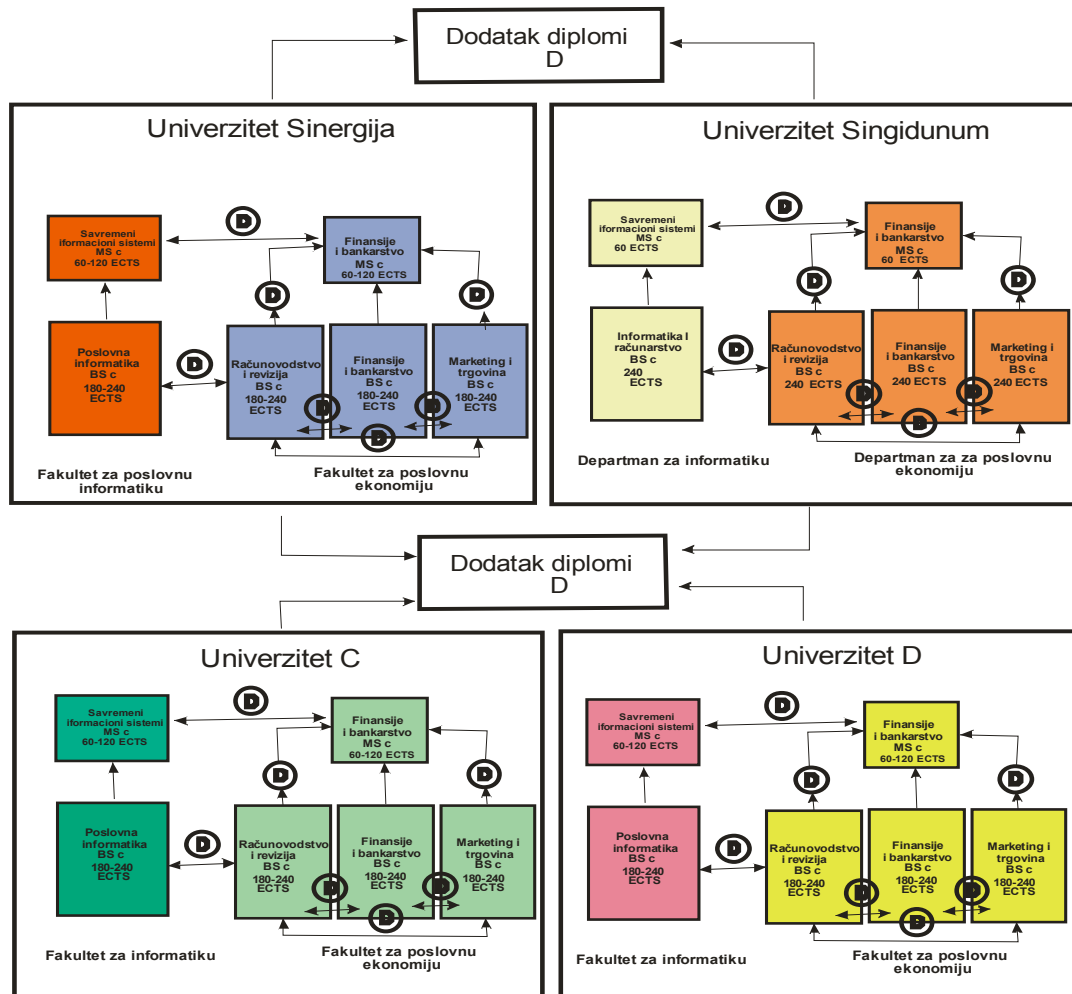 Dodatak diplomi
D
Univerzitet Sinergija
D
Savremeni
iformacioni sistemi
MS c
60-120 ECTS
Finansije
i bankarstvo
MS c
60-120 ECTS
D
D
Poslovna
informatika
BS c
180-240
ECTS
D
Računovodstvo
i revizija
BS c
180-240
ECTS
Finansije
i bankarstvo
BS c
180-240
ECTS
Marketing i
trgovina
BS c
180-240
ECTS
D
D
D
Fakultet za poslovnu
informatiku
Fakultet za poslovnu
ekonomiju
Univerzitet Singidunum
D
Savremeni
iformacioni sistemi
MS c
60 ECTS
Finansije
i bankarstvo
MS c
60 ECTS
D
D
Informatika I
računarstvo
BS c
240
ECTS
D
Računovodstvo
i revizija
BS c
240 ECTS
Finansije
i bankarstvo
BS c
240 ECTS
Marketing i
trgovina
BS c
240 ECTS
D
D
D
Departman za informatiku
Departman za za poslovnu
ekonomiju
Dodatak diplomi
D
Univerzitet C
D
Savremeni
iformacioni sistemi
MS c
60-120 ECTS
Finansije
i bankarstvo
MS c
60-120 ECTS
D
D
Poslovna
informatika
BS c
180-240
ECTS
D
Računovodstvo
i revizija
BS c
180-240
ECTS
Finansije
i bankarstvo
BS c
180-240
ECTS
Marketing i
trgovina
BS c
180-240
ECTS
D
D
D
Fakultet za informatiku
Fakultet za poslovnu
ekonomiju
Univerzitet D
D
Savremeni
iformacioni sistemi
MS c
60-120 ECTS
Finansije
i bankarstvo
MS c
60-120 ECTS
D
D
Poslovna
informatika
BS c
180-240
ECTS
D
Računovodstvo
i revizija
BS c
180-240
ECTS
Finansije
i bankarstvo
BS c
180-240
ECTS
Marketing i
trgovina
BS c
180-240
ECTS
D
D
D
Fakultet za informatiku
Fakultet za poslovnu
ekonomiju